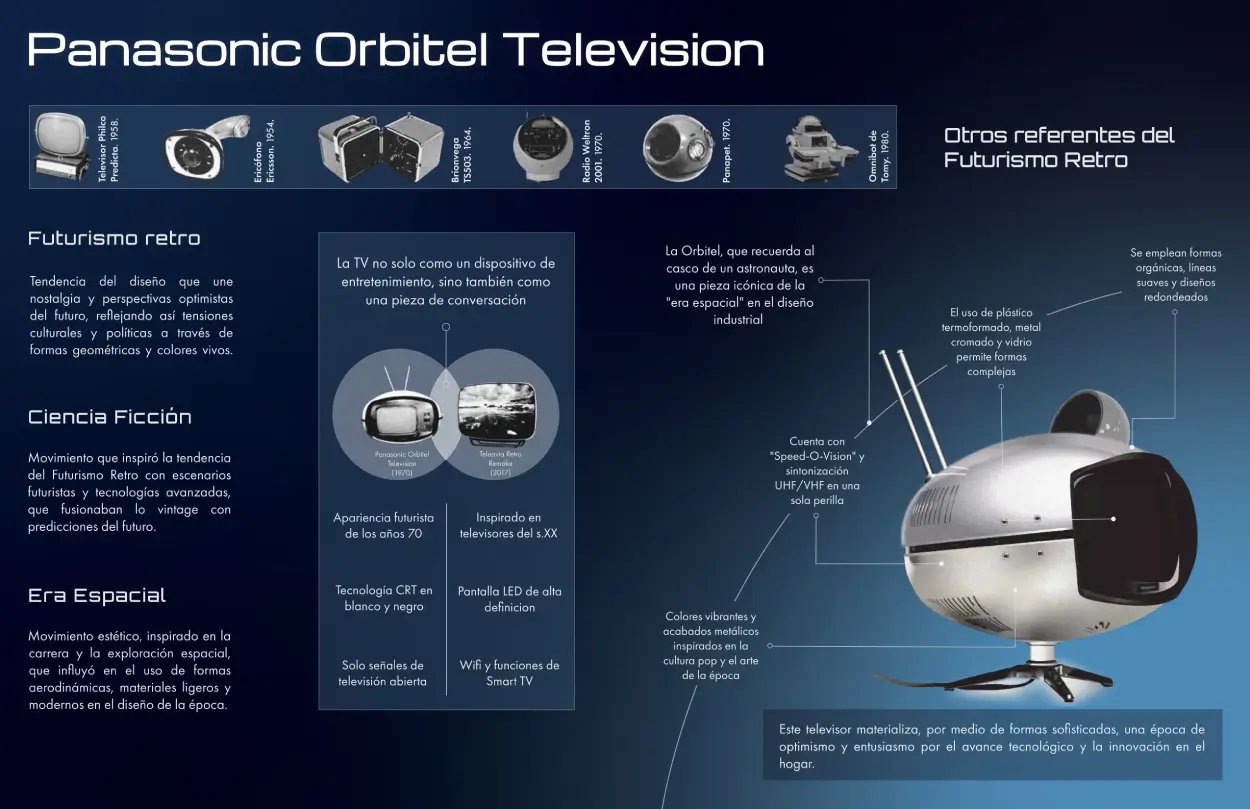 Panasonic Orbitel Television
Televisor Philco
Predicta. 1958.
Ericáfono
Ericsson. 1954.
Brionvega
TS503. 1964.
Radio Weltron
2001. 1970.
Panapet. 1970.
Omnibot de
Tomy. 1980.
Otros referentes del
Futurismo Retro
Futurismo retro
Tendencia del diseño que une
nostalgia y perspectivas optimistas
del futuro, reflejando así tensiones
culturales y políticas a través de
formas geométricas y colores vivos.
Ciencia Ficción
Movimiento que inspiró la tendencia
del Futurismo Retro con escenarios
futuristas y tecnologías avanzadas,
que fusionaban lo vintage con
predicciones del futuro.
Era Espacial
Movimiento estético, inspirado en la
carrera y la exploración espacial,
que influyó en el uso de formas
aerodinámicas, materiales ligeros y
modernos en el diseño de la época.
La TV no solo como un dispositivo de
entretenimiento, sino también como
una pieza de conversación
Panasonic Orbitel
Television
(1970)
Teleavia Retro
Remake
(2017)
Apariencia futurista
de los años 70
Inspirado en
televisores del s.XX
Tecnología CRT en
blanco y negro
Pantalla LED de alta
definicion
Solo señales de
televisión abierta
Wifi y funciones de
Smart TV
La Orbitel, que recuerda al
casco de un astronauta, es
una pieza icónica de la
"era espacial" en el diseño
industrial
Se emplean formas
orgánicas, líneas
suaves y diseños
redondeados
El uso de plástico
termoformado, metal
cromado y vidrio
permite formas
complejas
Cuenta con
"Speed-O-Vision" y
sintonización
UHF/VHF en una
sola perilla
Colores vibrantes y
acabados metálicos
inspirados en la
cultura pop y el arte
de la época
Este televisor materializa, por medio de formas sofisticadas, una época de
optimismo y entusiasmo por el avance tecnológico y la innovación en el
hogar.